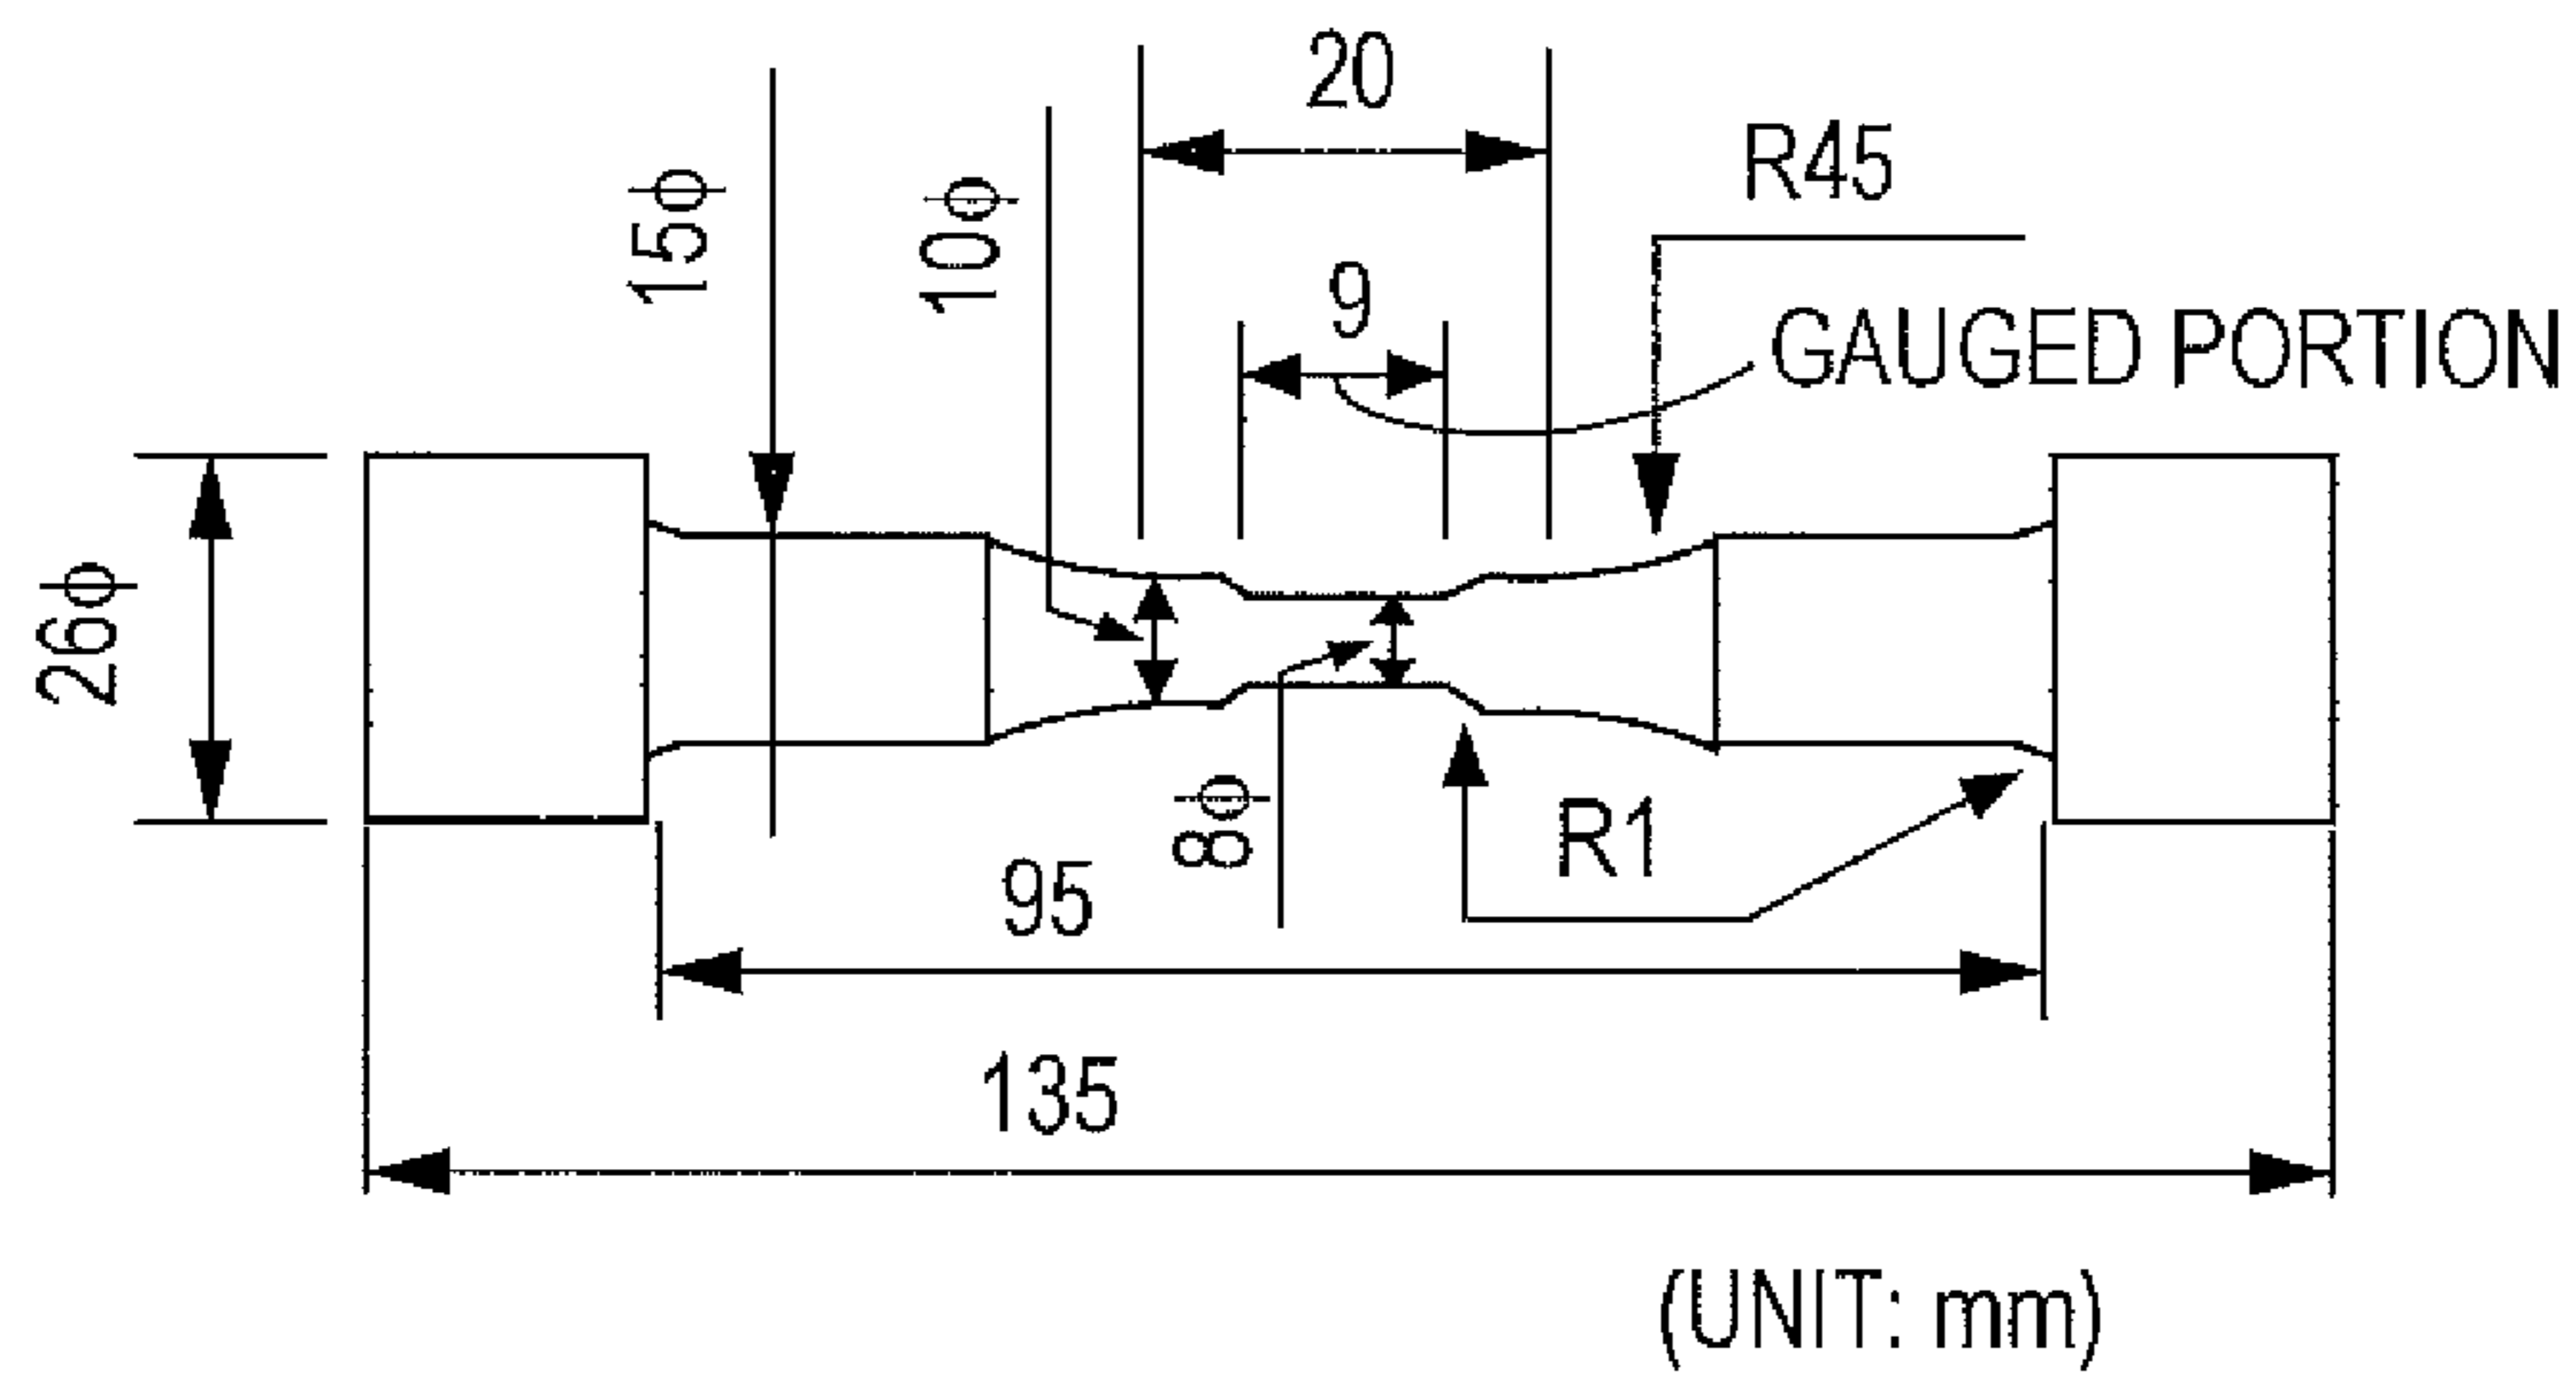 20
R45
15φ
10φ
9
GAUGED PORTION
26φ
8φ
R1
95
135
(UNIT: mm)